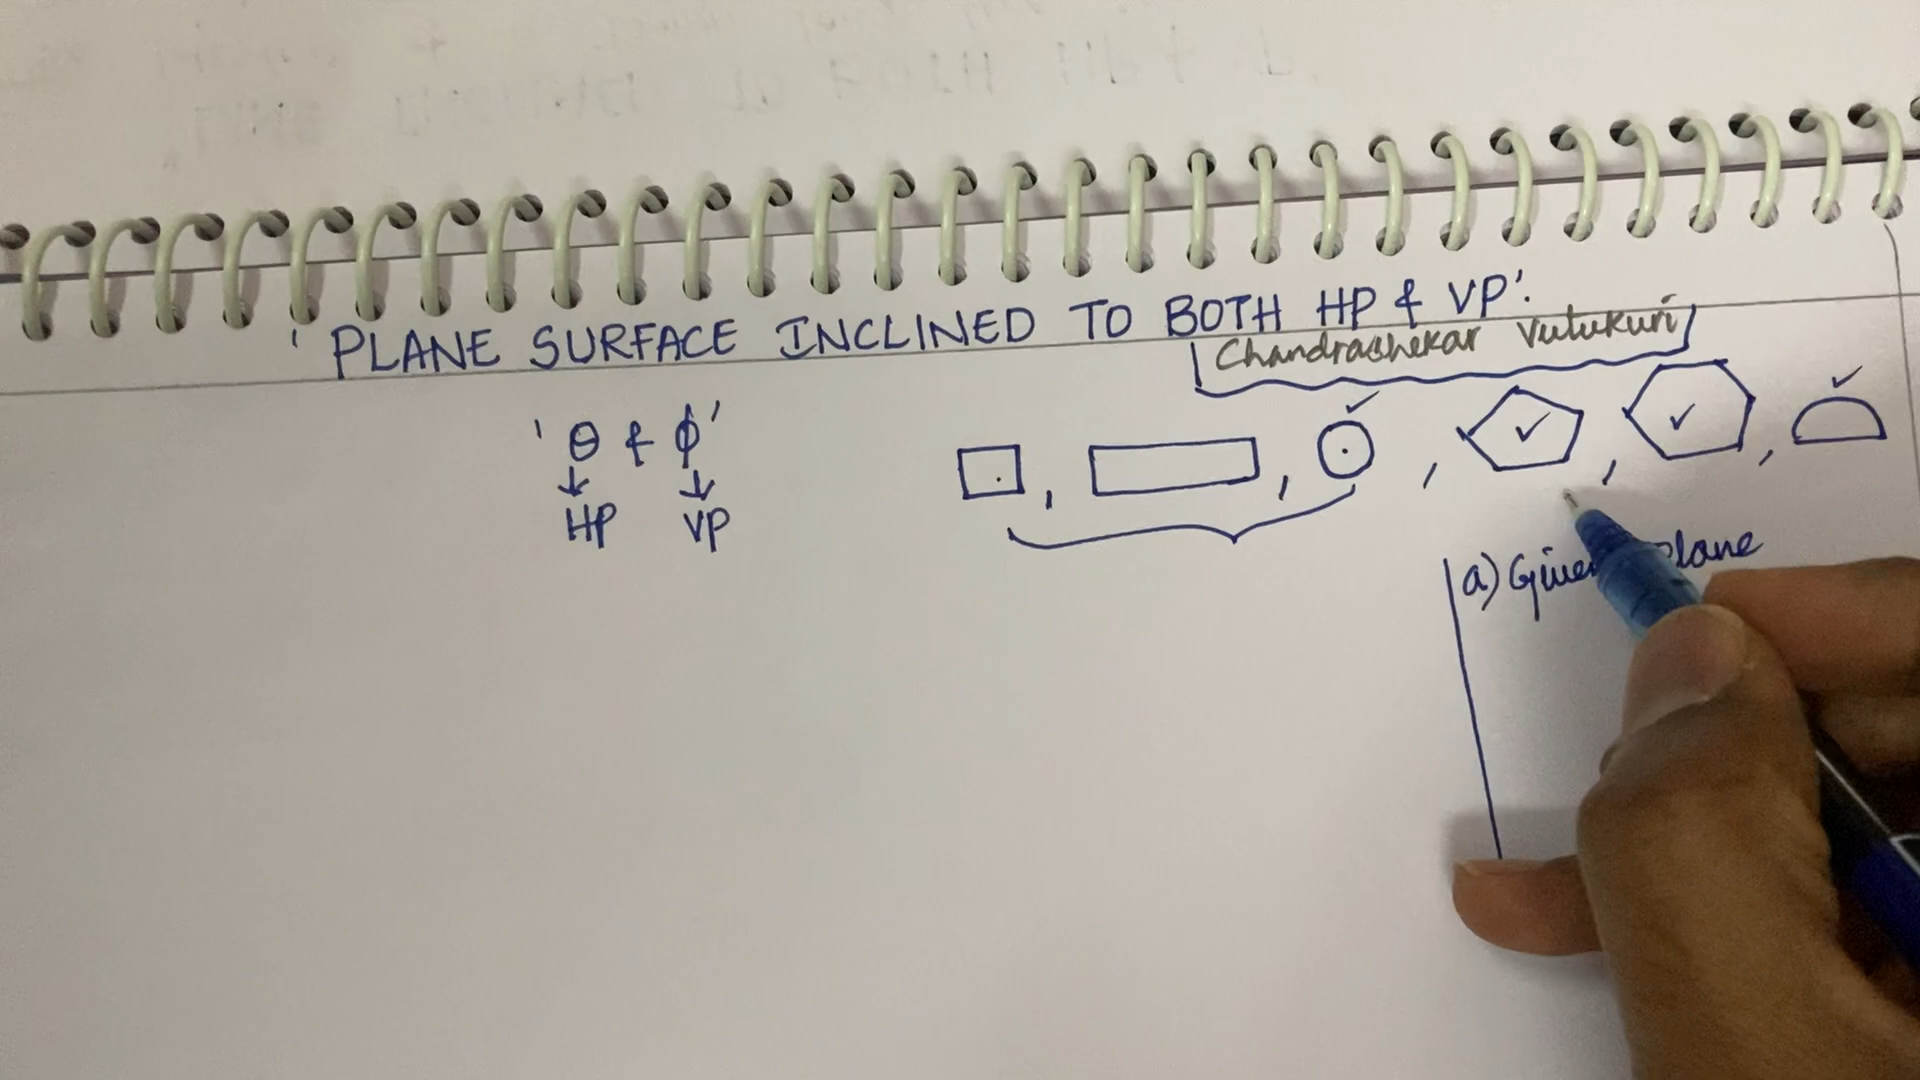 ' PLANE SURFACE INCLINED TO BOTH HP & VP'.
Chandrashekar Vutukuri
' θ & φ '
↓ ↓
HP VP
, , , , ,
a) Given Plane